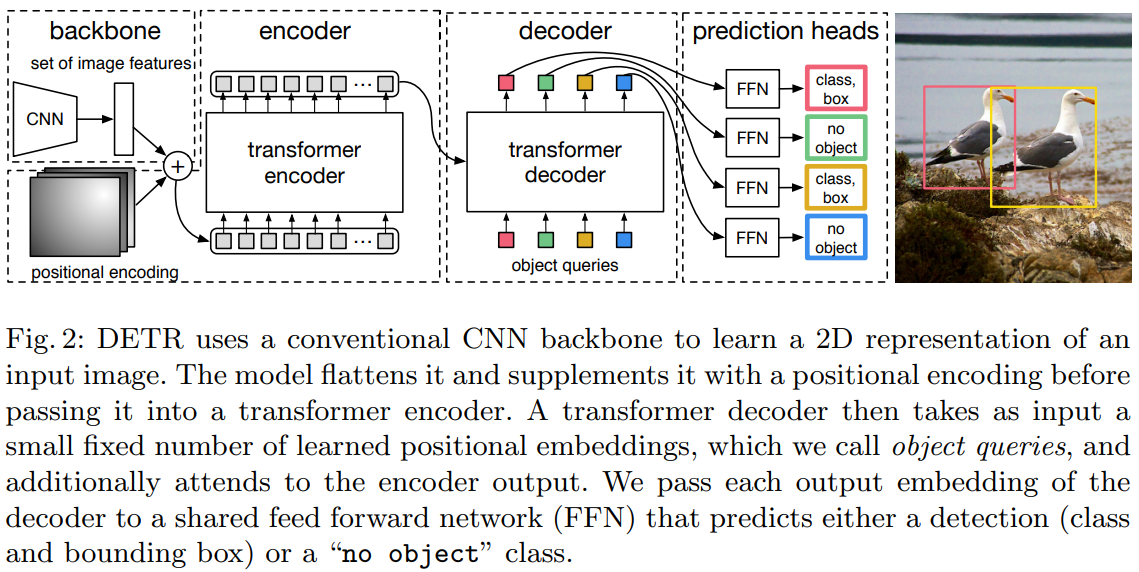 backbone
encoder
decoder
prediction heads
set of image features
CNN
+
positional encoding
...
transformer
encoder
...
transformer
decoder
object queries
FFN
class,
box
FFN
no
object
FFN
class,
box
FFN
no
object
Fig. 2: DETR uses a conventional CNN backbone to learn a 2D representation of an
input image. The model flattens it and supplements it with a positional encoding before
passing it into a transformer encoder. A transformer decoder then takes as input a
small fixed number of learned positional embeddings, which we call object queries, and
additionally attends to the encoder output. We pass each output embedding of the
decoder to a shared feed forward network (FFN) that predicts either a detection (class
and bounding box) or a “no object” class.